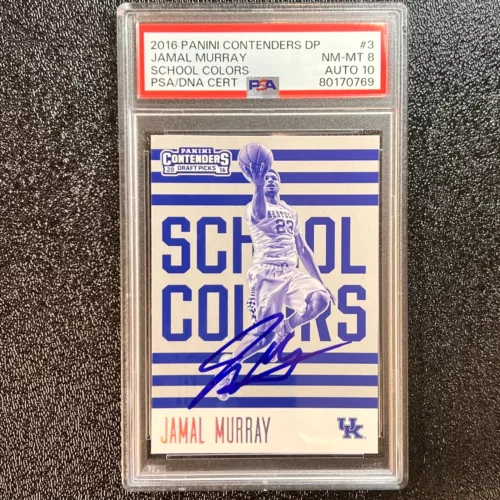 2016 PANINI CONTENDERS DP #3
JAMAL MURRAY NM-MT 8
SCHOOL COLORS AUTO 10
PSA/DNA CERT PSA 80170769
PANINI
CONTENDERS
20 DRAFT PICKS 16
KENTUCKY
23
SCHOOL
COLORS
JAMAL MURRAY
UK